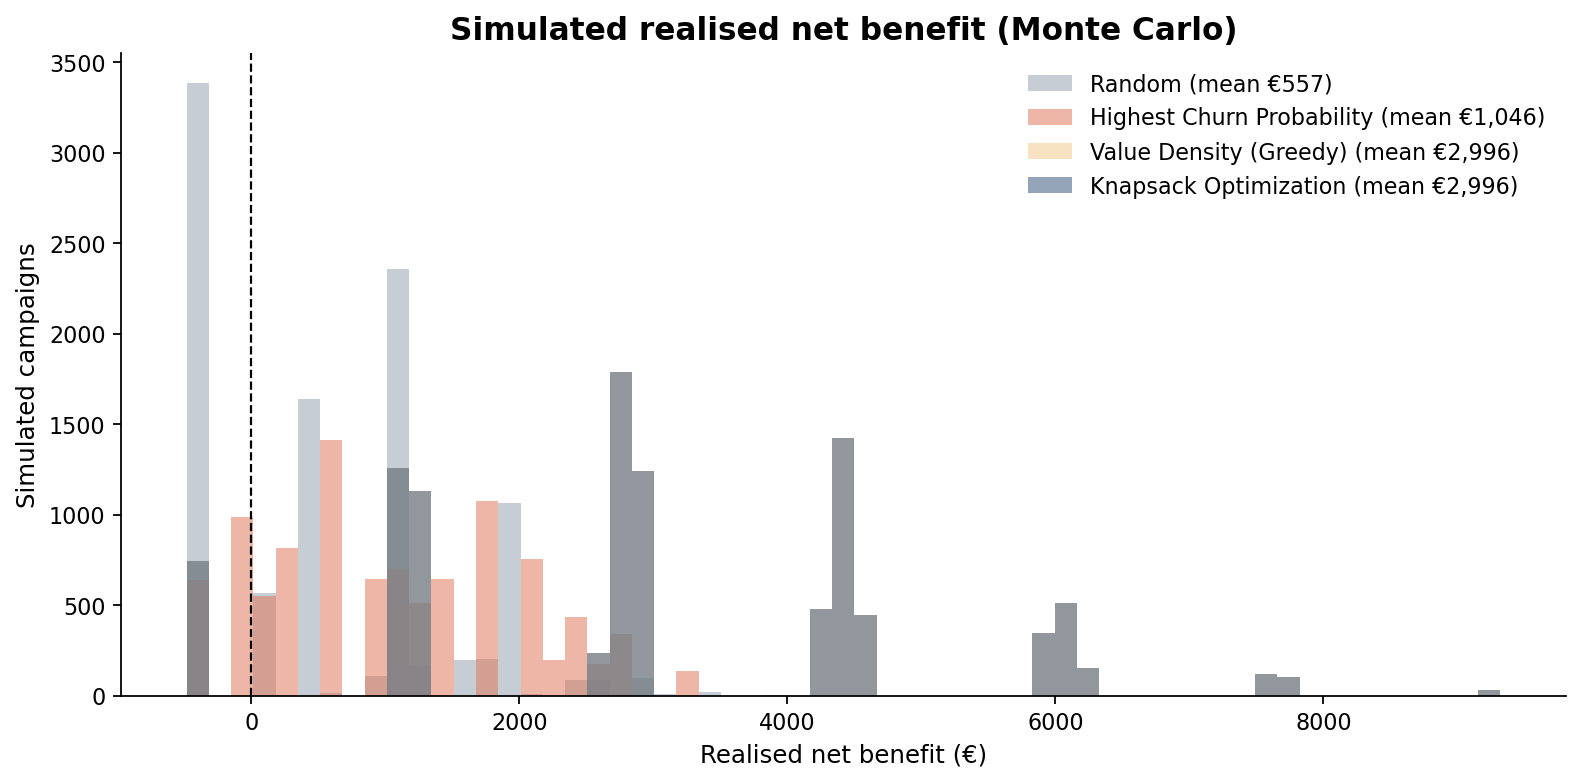 Simulated realised net benefit (Monte Carlo)
Random (mean €557)
Highest Churn Probability (mean €1,046)
Value Density (Greedy) (mean €2,996)
Knapsack Optimization (mean €2,996)
Simulated campaigns
3500
3000
2500
2000
1500
1000
500
0
0 2000 4000 6000 8000
Realised net benefit (€)